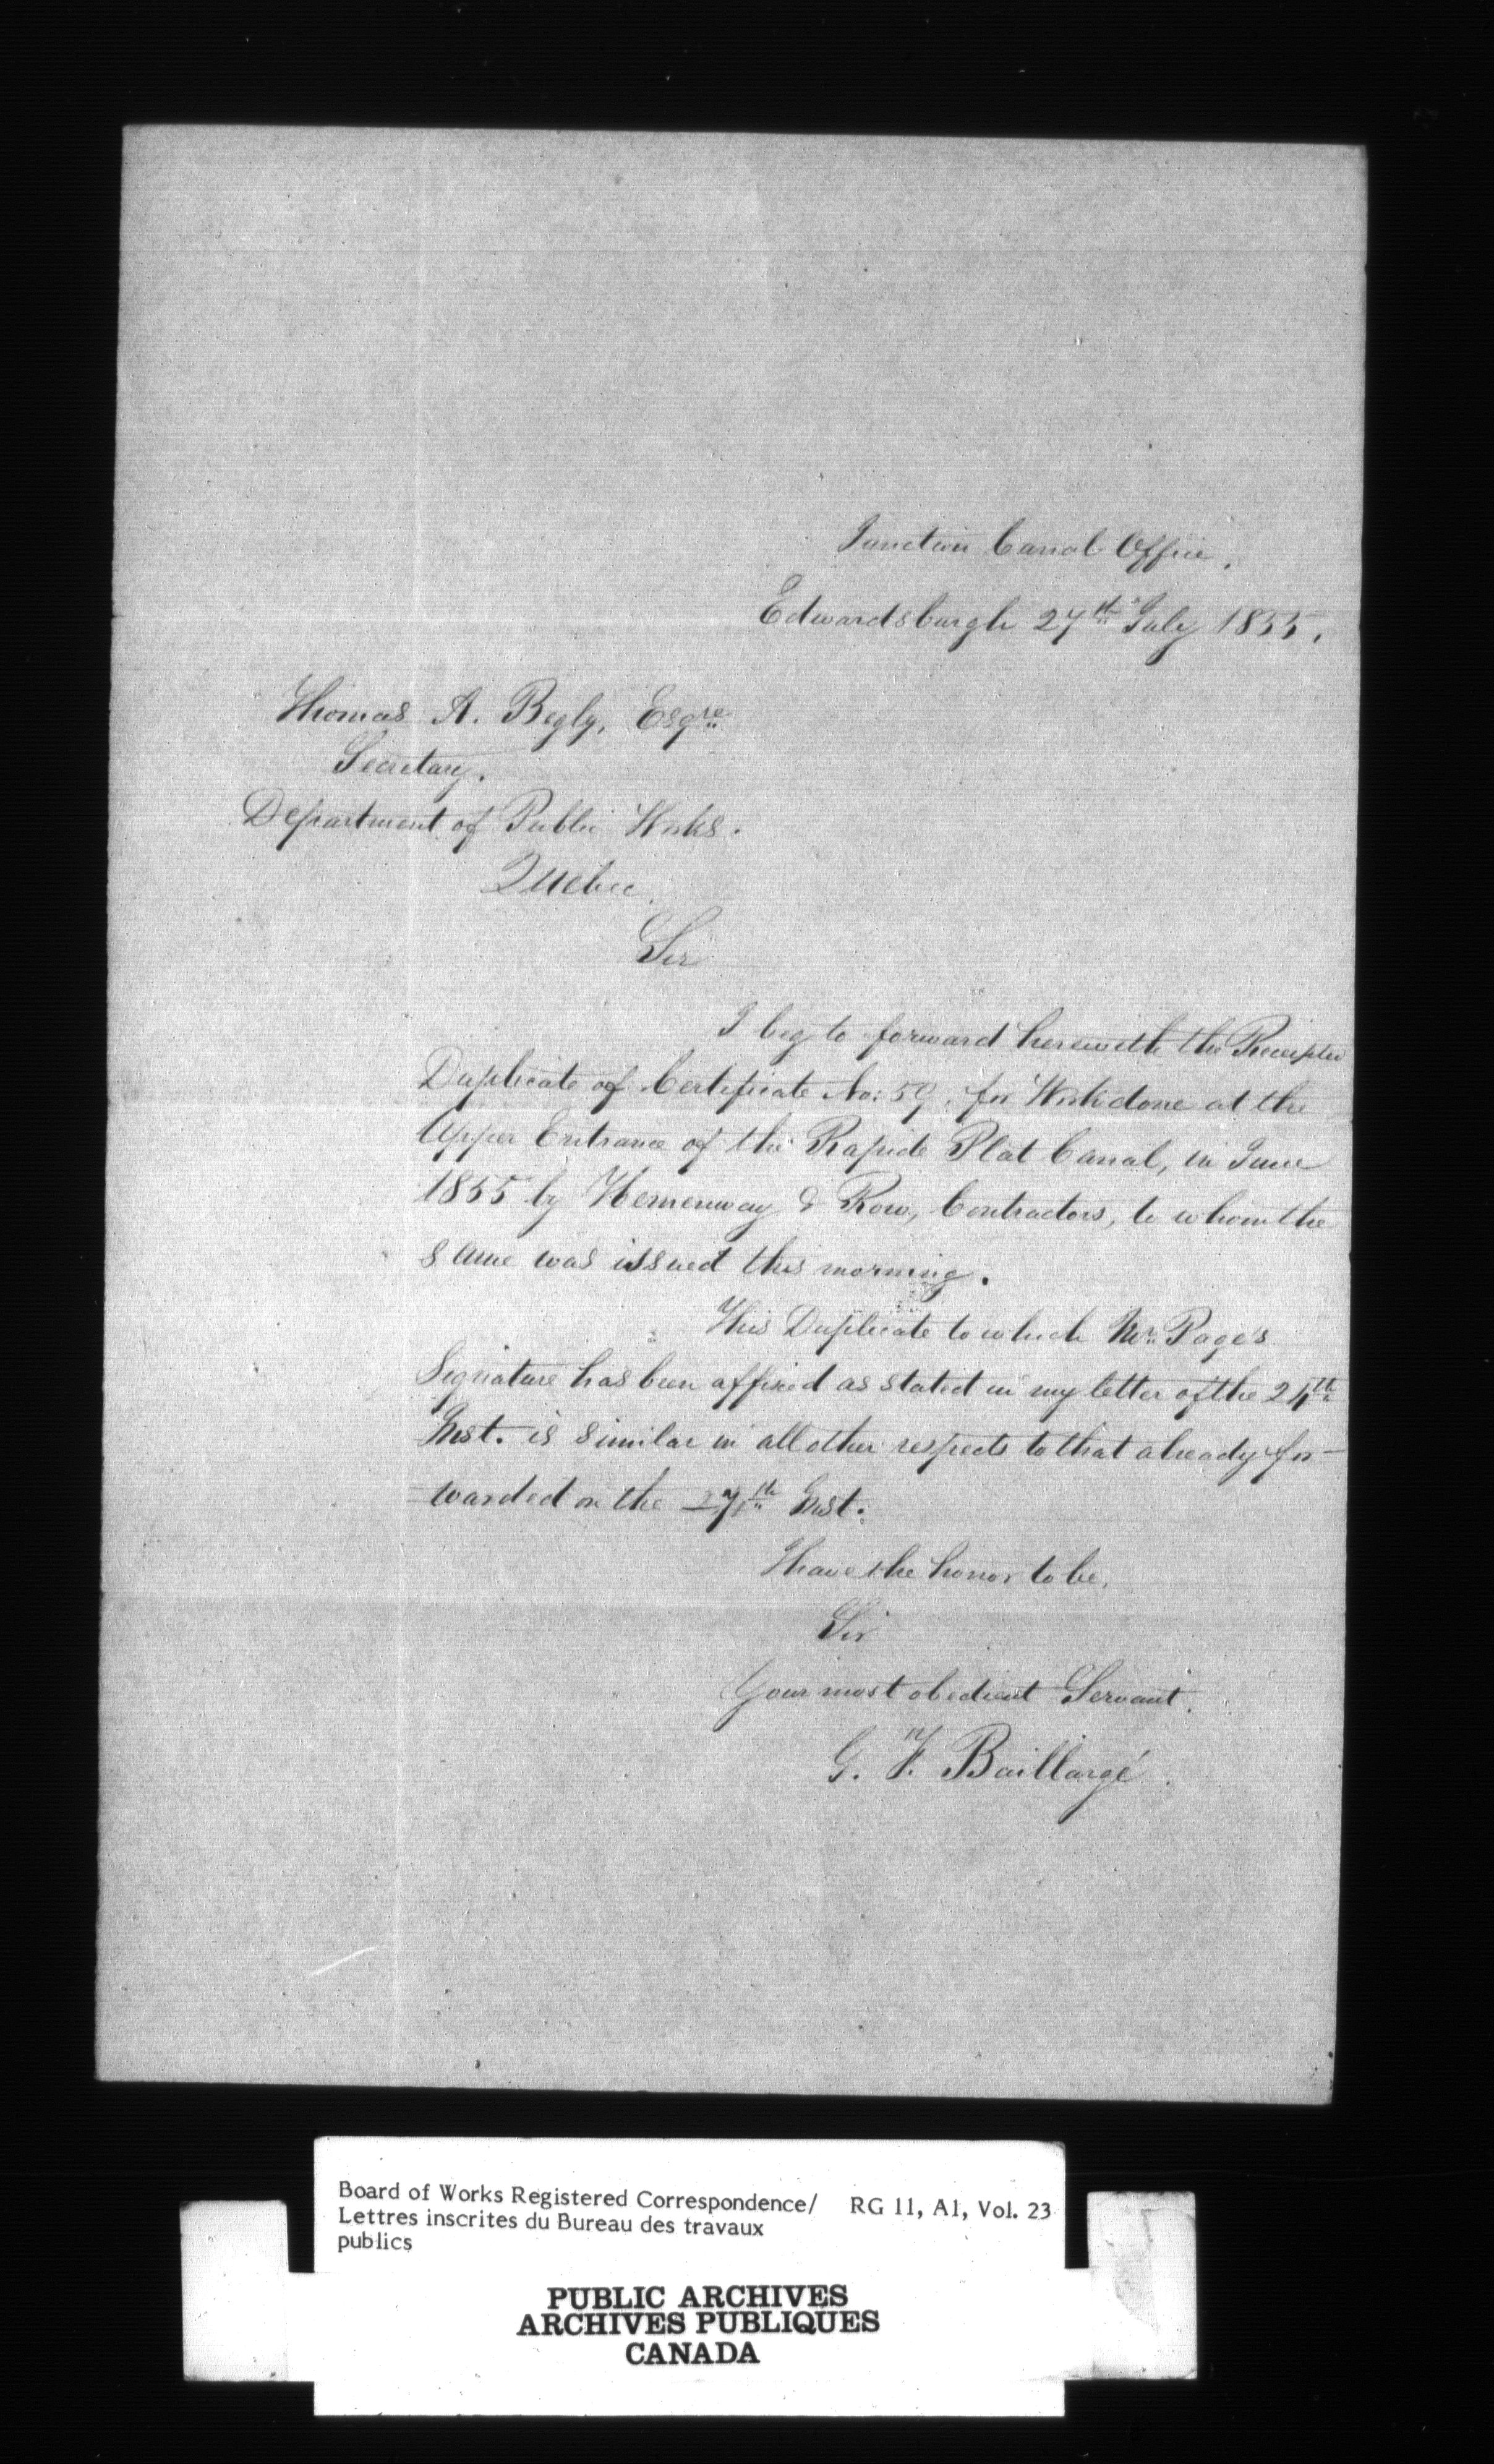 Junction Canal Office,
Edwardsburgh 27th July 1855.
Thomas A. Begly, Esqre
Secretary.
Department of Public Works.
Quebec.
Sir
I beg to forward herewith the Receipted
Duplicate of Certificate No: 59, for Work done at the
Upper Entrance of the Rapide Plat Canal, in June
1855 by Hemenway & Row, Contractors, to whom the
same was issued this morning.
This Duplicate to which Mr. Page's
Signature has been affixed as stated in my letter of the 24th
Inst. is similar in all other respects to that already for-
-warded on the 27th Inst.
I have the honor to be,
Sir
Your most obedient Servant.
G. F. Baillargé
Board of Works Registered Correspondence/ RG 11, A1, Vol. 23
Lettres inscrites du Bureau des travaux
publics
PUBLIC ARCHIVES
ARCHIVES PUBLIQUES
CANADA